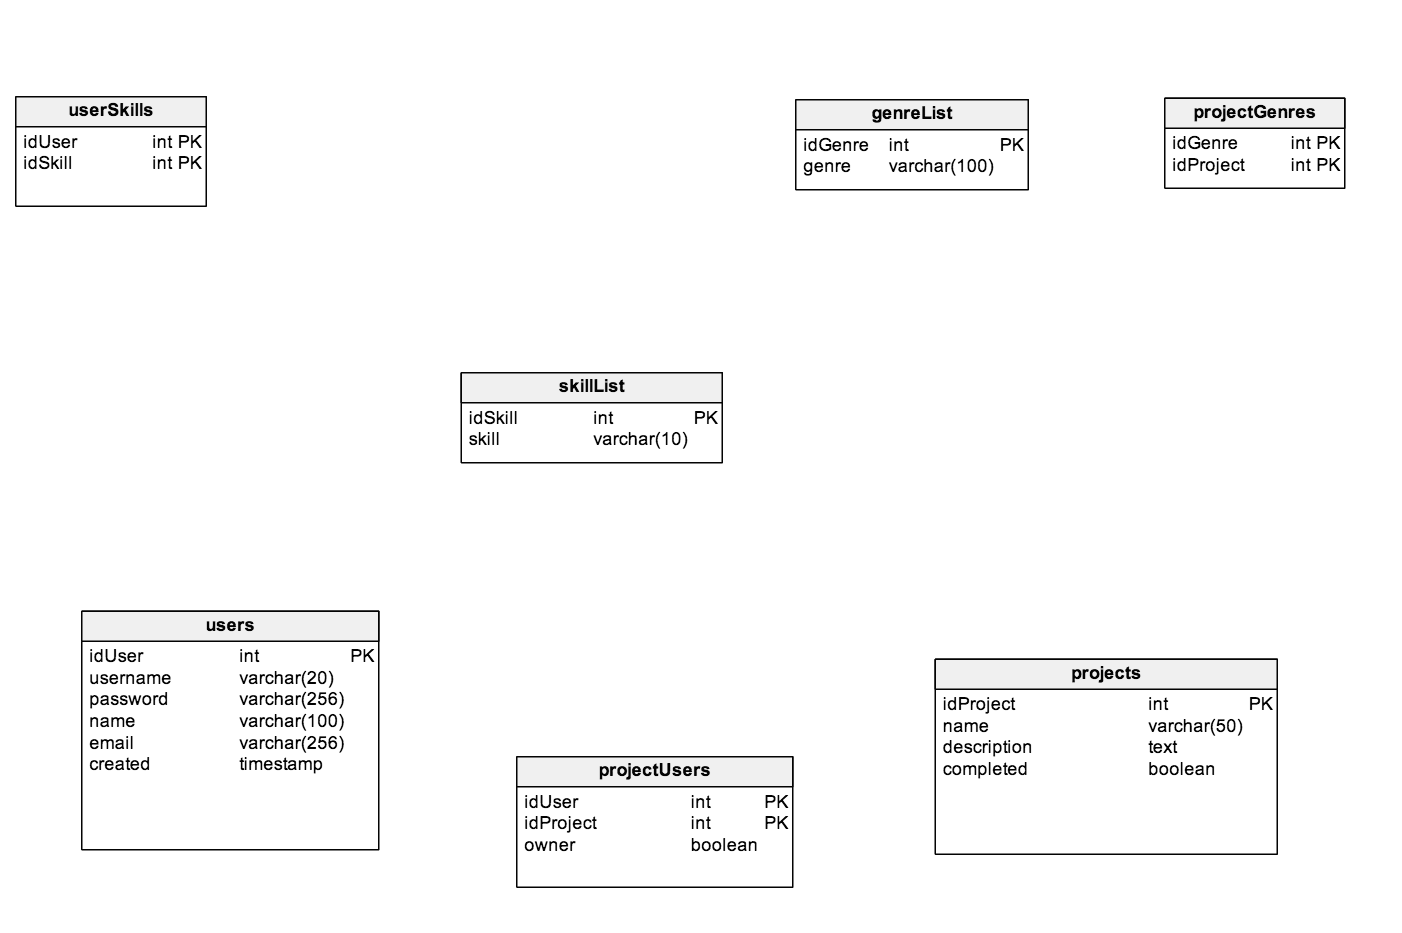 userSkills
idUser int PK
idSkill int PK
genreList
idGenre int PK
genre varchar(100)
projectGenres
idGenre int PK
idProject int PK
skillList
idSkill int PK
skill varchar(10)
users
idUser int PK
username varchar(20)
password varchar(256)
name varchar(100)
email varchar(256)
created timestamp
projectUsers
idUser int PK
idProject int PK
owner boolean
projects
idProject int PK
name varchar(50)
description text
completed boolean